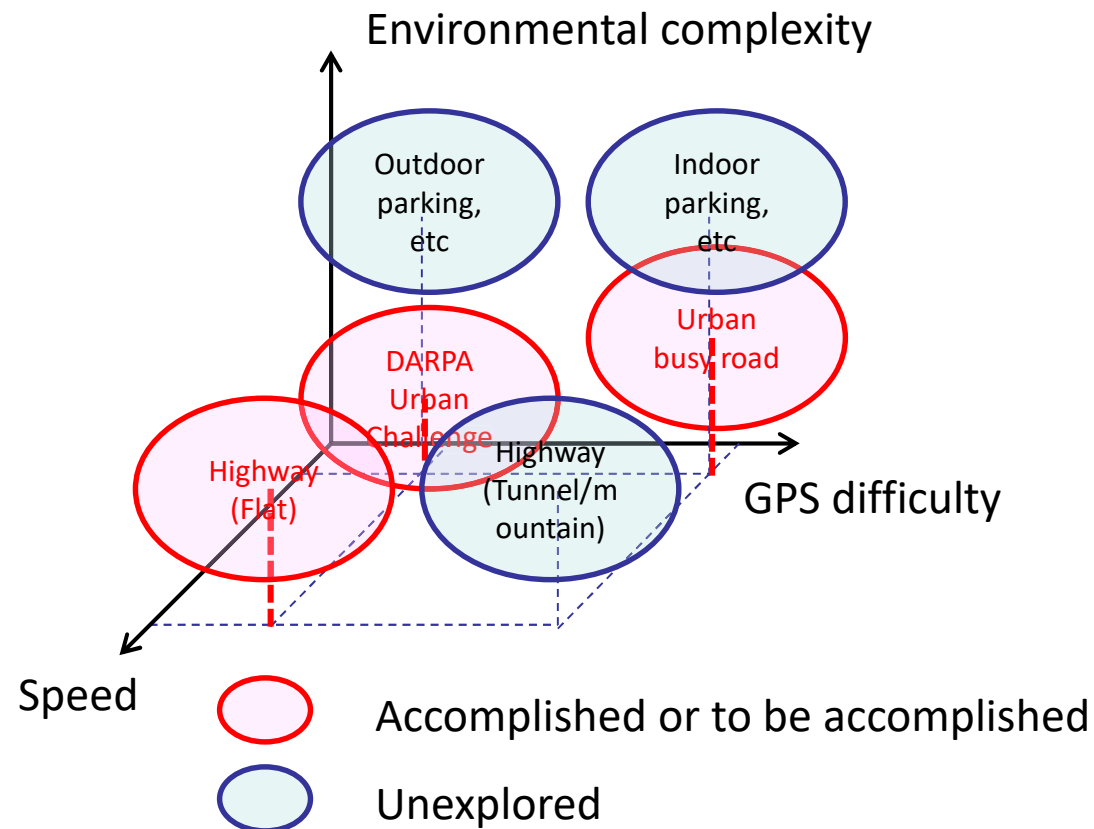 Environmental complexity
Outdoor
parking,
etc
Indoor
parking,
etc
Urban
busy road
DARPA
Urban
Challenge
Highway
(Flat)
Highway
(Tunnel/m
ountain)
GPS difficulty
Speed
Accomplished or to be accomplished
Unexplored